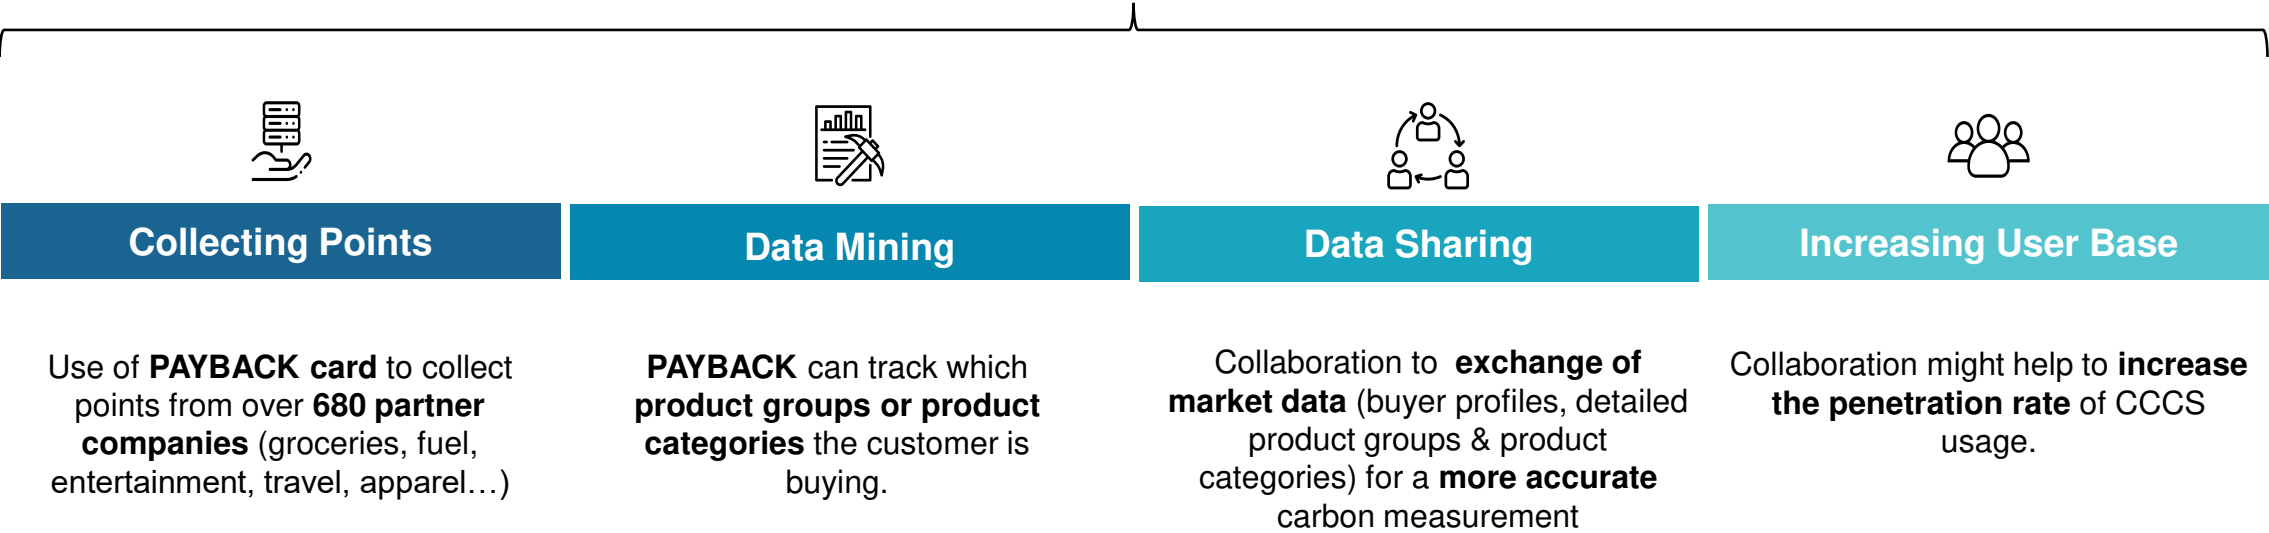 Collecting Points
Use of PAYBACK card to collect
points from over 680 partner
companies (groceries, fuel,
entertainment, travel, apparel…)
Data Mining
PAYBACK can track which
product groups or product
categories the customer is
buying.
Data Sharing
Collaboration to exchange of
market data (buyer profiles, detailed
product groups & product
categories) for a more accurate
carbon measurement
Increasing User Base
Collaboration might help to increase
the penetration rate of CCCS
usage.